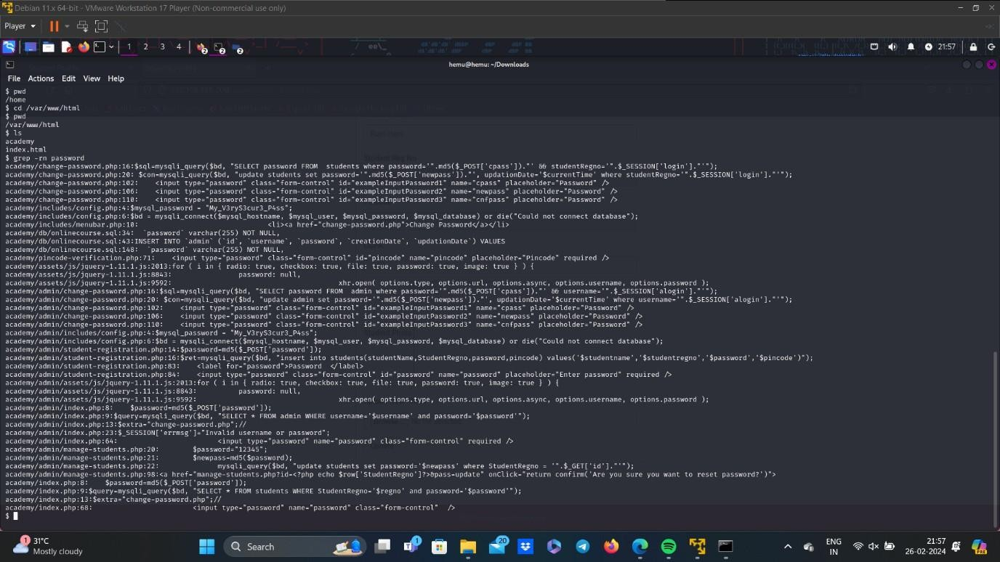 Debian 11.x 64-bit - VMware Workstation 17 Player (Non-commercial use only)
Player
1 2 3 4 2 2 2 21:57
hemu@hemu: ~/Downloads
File Actions Edit View Help
$ pwd
/home
$ cd /var/www/html
$ pwd
/var/www/html
$ ls
academy
index.html
$ grep -rn password
academy/change-password.php:16:$sql=mysqli_query($bd, "SELECT password FROM  students where password='".md5($_POST['cpass'])."' && studentRegno='".$_SESSION['login']."'");
academy/change-password.php:20: $con=mysqli_query($bd, "update students set password='".md5($_POST['newpass'])."', updationDate='$currentTime' where studentRegno='".$_SESSION['login']."'");
academy/change-password.php:102:    <input type="password" class="form-control" id="exampleInputPassword1" name="cpass" placeholder="Password" />
academy/change-password.php:106:    <input type="password" class="form-control" id="exampleInputPassword2" name="newpass" placeholder="Password" />
academy/change-password.php:110:    <input type="password" class="form-control" id="exampleInputPassword3" name="cnfpass" placeholder="Password" />
academy/includes/config.php:4:$mysql_password = "My_V3ryS3cur3_P4ss";
academy/includes/config.php:6:$bd = mysqli_connect($mysql_hostname, $mysql_user, $mysql_password, $mysql_database) or die("Could not connect database");
academy/includes/menubar.php:10:                              <li><a href="change-password.php">Change Password</a></li>
academy/db/onlinecourse.sql:34:  `password` varchar(255) NOT NULL,
academy/db/onlinecourse.sql:43:INSERT INTO `admin` (`id`, `username`, `password`, `creationDate`, `updationDate`) VALUES
academy/db/onlinecourse.sql:148:  `password` varchar(255) NOT NULL,
academy/pincode-verification.php:71:    <input type="password" class="form-control" id="pincode" name="pincode" placeholder="Pincode" required />
academy/assets/js/jquery-1.11.1.js:2013:for ( i in { radio: true, checkbox: true, file: true, password: true, image: true } ) {
academy/assets/js/jquery-1.11.1.js:8843:                password: null,
academy/assets/js/jquery-1.11.1.js:9592:                                        xhr.open( options.type, options.url, options.async, options.username, options.password );
academy/admin/change-password.php:16:$sql=mysqli_query($bd, "SELECT password FROM  admin where password='".md5($_POST['cpass'])."' && username='".$_SESSION['alogin']."'");
academy/admin/change-password.php:20: $con=mysqli_query($bd, "update admin set password='".md5($_POST['newpass'])."', updationDate='$currentTime' where username='".$_SESSION['alogin']."'");
academy/admin/change-password.php:102:    <input type="password" class="form-control" id="exampleInputPassword1" name="cpass" placeholder="Password" />
academy/admin/change-password.php:106:    <input type="password" class="form-control" id="exampleInputPassword2" name="newpass" placeholder="Password" />
academy/admin/change-password.php:110:    <input type="password" class="form-control" id="exampleInputPassword3" name="cnfpass" placeholder="Password" />
academy/admin/includes/config.php:4:$mysql_password = "My_V3ryS3cur3_P4ss";
academy/admin/includes/config.php:6:$bd = mysqli_connect($mysql_hostname, $mysql_user, $mysql_password, $mysql_database) or die("Could not connect database");
academy/admin/student-registration.php:14:$password=md5($_POST['password']);
academy/admin/student-registration.php:16:$ret=mysqli_query($bd, "insert into students(studentName,StudentRegno,password,pincode) values('$studentname','$studentregno','$password','$pincode')");
academy/admin/student-registration.php:83:    <label for="password">Password  </label>
academy/admin/student-registration.php:84:    <input type="password" class="form-control" id="password" name="password" placeholder="Enter password" required />
academy/admin/assets/js/jquery-1.11.1.js:2013:for ( i in { radio: true, checkbox: true, file: true, password: true, image: true } ) {
academy/admin/assets/js/jquery-1.11.1.js:8843:          password: null,
academy/admin/assets/js/jquery-1.11.1.js:9592:                                  xhr.open( options.type, options.url, options.async, options.username, options.password );
academy/admin/index.php:8:    $password=md5($_POST['password']);
academy/admin/index.php:9:$query=mysqli_query($bd, "SELECT * FROM admin WHERE username='$username' and password='$password'");
academy/admin/index.php:13:$extra="change-password.php";//
academy/admin/index.php:23:$_SESSION['errmsg']="Invalid username or password";
academy/admin/index.php:64:                        <input type="password" name="password" class="form-control" required />
academy/admin/manage-students.php:20:         $password="12345";
academy/admin/manage-students.php:21:         $newpass=md5($password);
academy/admin/manage-students.php:22:               mysqli_query($bd, "update students set password='$newpass' where StudentRegno = '".$_GET['id']."'");
academy/admin/manage-students.php:98:<a href="manage-students.php?id=<?php echo $row['StudentRegno']?>&pass=update" onClick="return confirm('Are you sure you want to reset password?')">
academy/index.php:8:    $password=md5($_POST['password']);
academy/index.php:9:$query=mysqli_query($bd, "SELECT * FROM students WHERE StudentRegno='$regno' and password='$password'");
academy/index.php:13:$extra="change-password.php";//
academy/index.php:68:                        <input type="password" name="password" class="form-control"  />
$
1 31°C
Mostly cloudy
Search
1
20
ENG
IN
21:57
26-02-2024
PRE